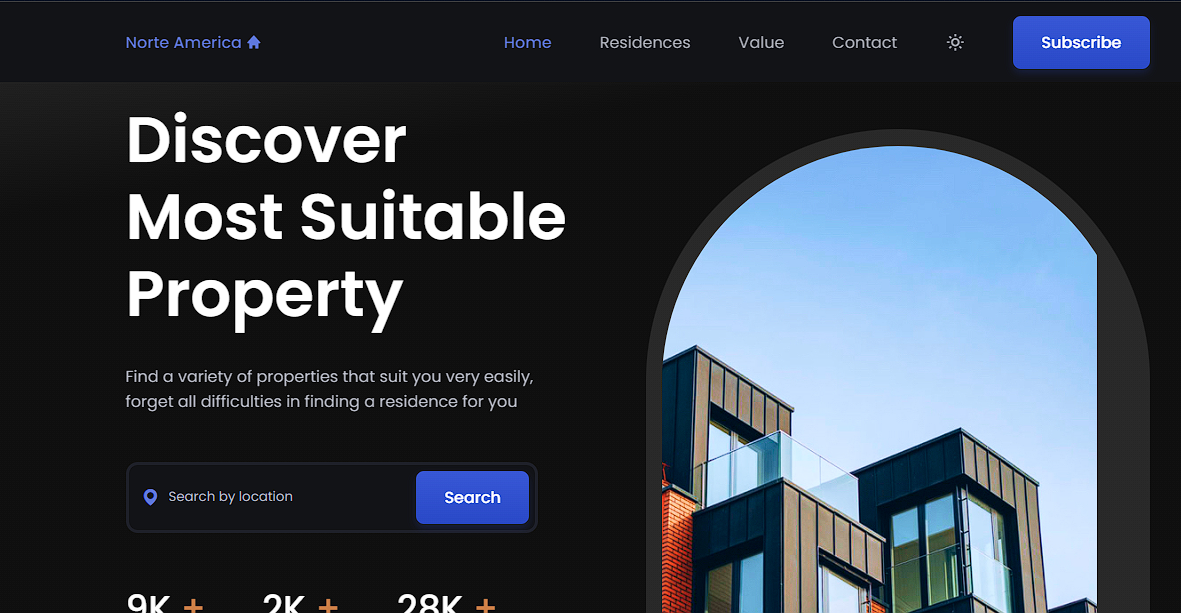 Norte America
Home
Residences
Value
Contact
Subscribe
Discover
Most Suitable
Property
Find a variety of properties that suit you very easily,
forget all difficulties in finding a residence for you
Search by location
Search
9K +
2K +
28K +